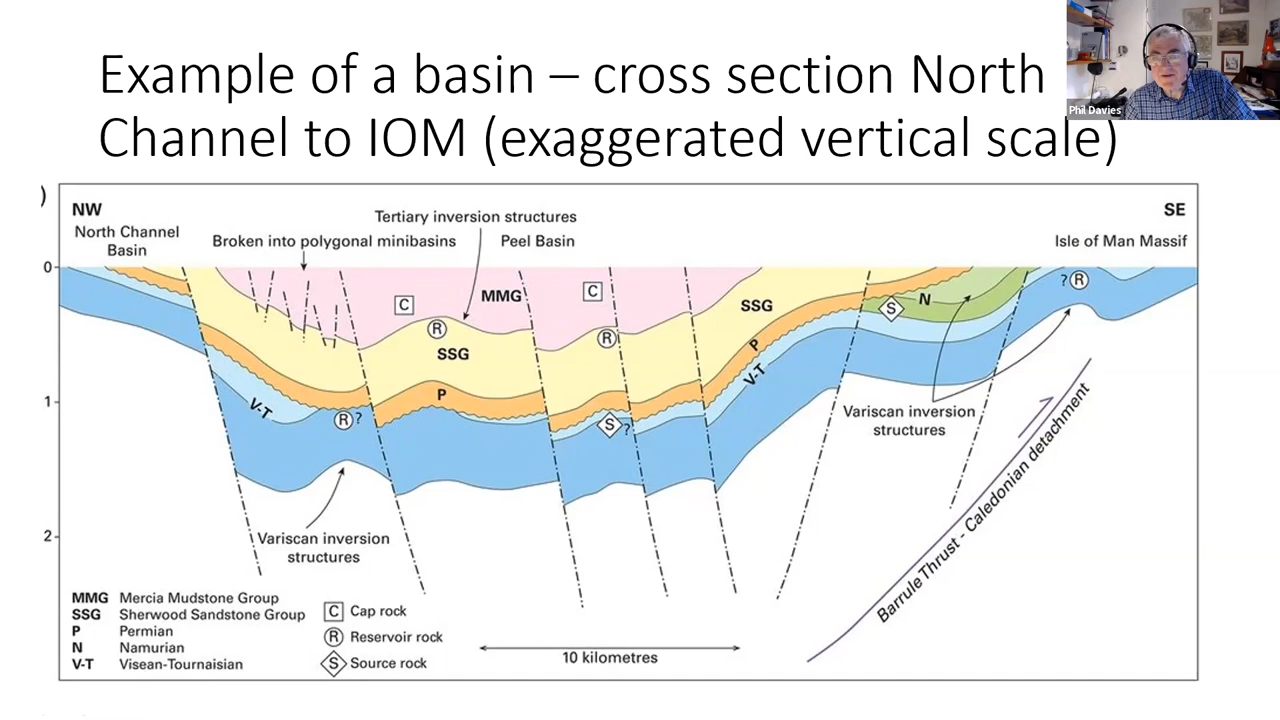 Example of a basin – cross section North
Channel to IOM (exaggerated vertical scale)
Phil Davies
)
NW
SE
North Channel
Basin
Broken into polygonal minibasins
Tertiary inversion structures
Peel Basin
Isle of Man Massif
0
1
2
C
MMG
C
R
SSG
R
SSG
P
P
V-T
V-T
R?
S?
S
N
?R
Variscan inversion
structures
Variscan inversion
structures
Barrule Thrust - Caledonian detachment
MMG Mercia Mudstone Group
SSG Sherwood Sandstone Group
P Permian
N Namurian
V-T Visean-Tournaisian
C Cap rock
R Reservoir rock
S Source rock
10 kilometres